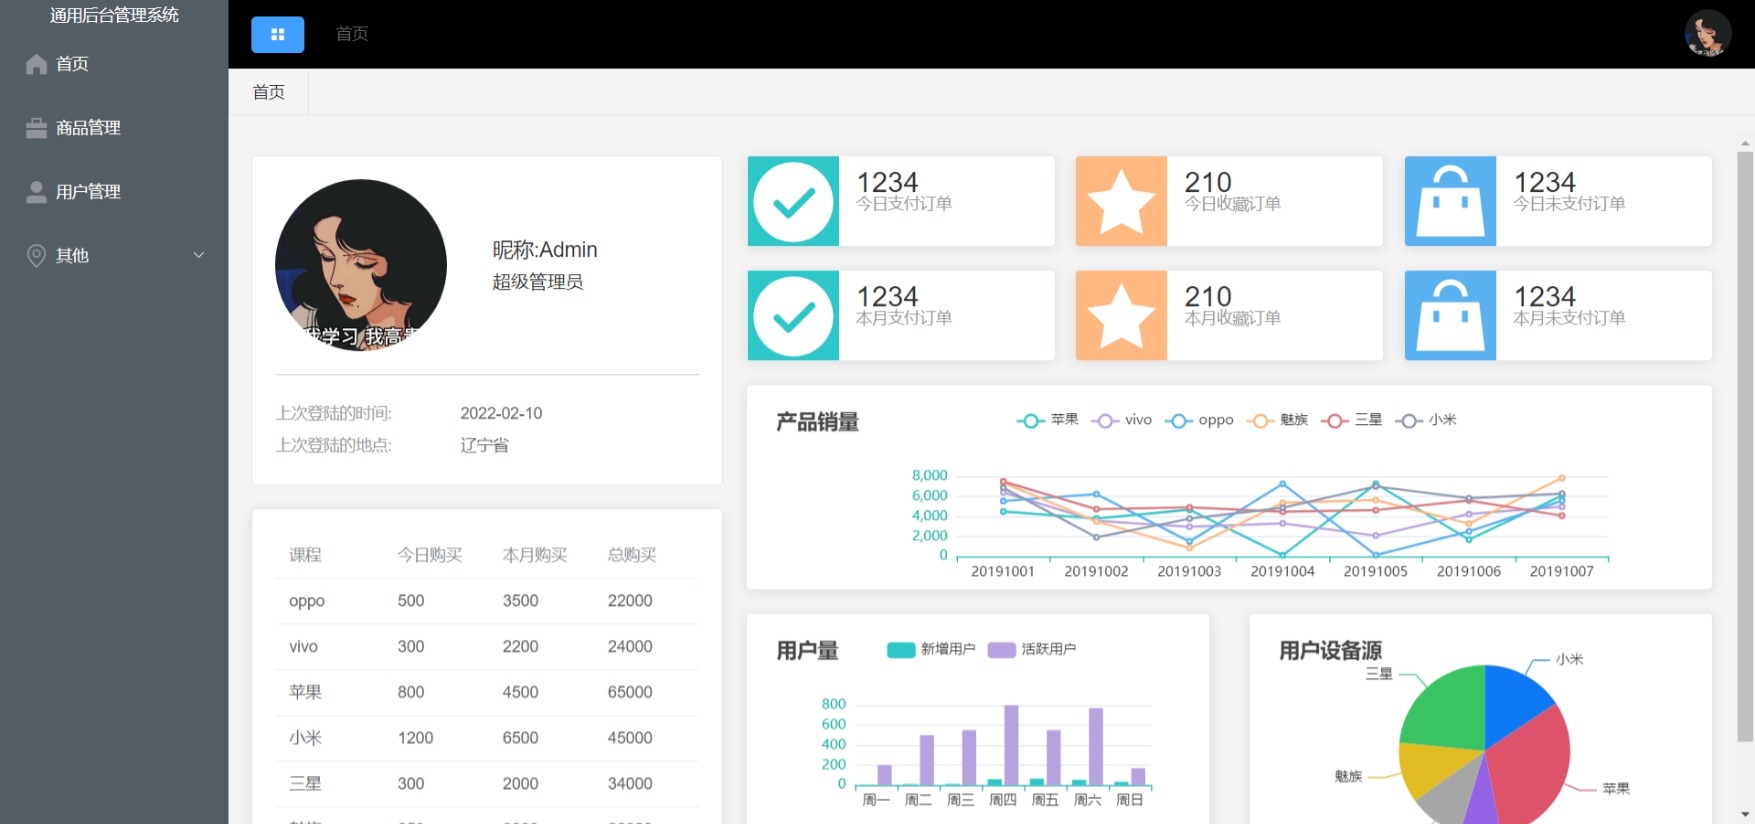 通用后台管理系统
首页
商品管理
用户管理
其他
首页
首页
昵称:Admin
超级管理员
我学习 我高贵
上次登陆的时间: 2022-02-10
上次登陆的地点: 辽宁省
课程 今日购买 本月购买 总购买
oppo 500 3500 22000
vivo 300 2200 24000
苹果 800 4500 65000
小米 1200 6500 45000
三星 300 2000 34000
1234
今日支付订单
210
今日收藏订单
1234
今日未支付订单
1234
本月支付订单
210
本月收藏订单
1234
本月未支付订单
产品销量
苹果 vivo oppo 魅族 三星 小米
8,000
6,000
4,000
2,000
0
20191001 20191002 20191003 20191004 20191005 20191006 20191007
用户量
新增用户 活跃用户
800
600
400
200
0
周一 周二 周三 周四 周五 周六 周日
用户设备源
小米
三星
魅族
苹果